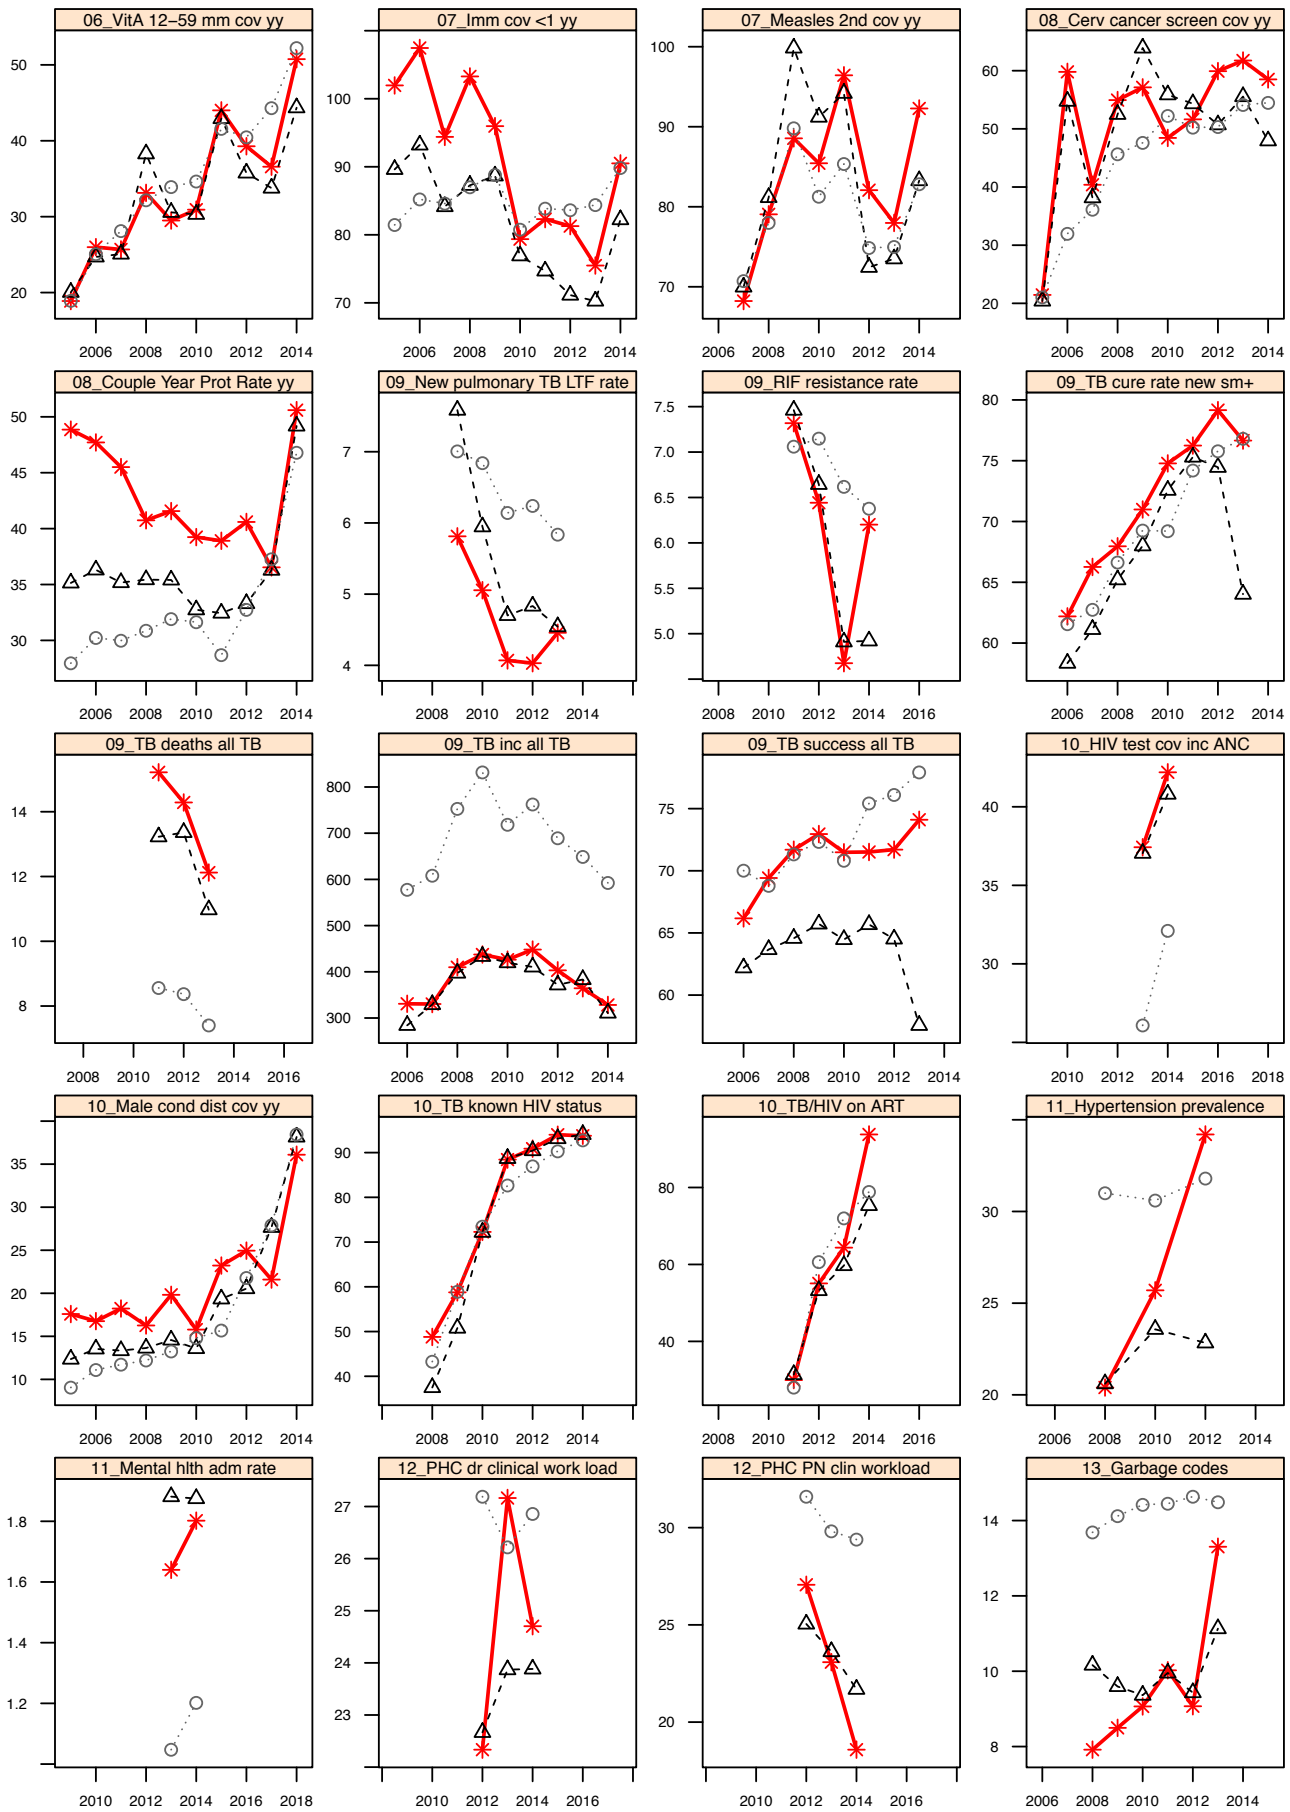 06_VitA 12−59 mm cov yy
50
40
30
20
2006 2008 2010 2012 2014
07_Imm cov <1 yy
100
90
80
70
2006 2008 2010 2012 2014
07_Measles 2nd cov yy
100
90
80
70
2006 2008 2010 2012 2014 2016
08_Cerv cancer screen cov yy
60
50
40
30
20
2006 2008 2010 2012 2014
08_Couple Year Prot Rate yy
50
45
40
35
30
2006 2008 2010 2012 2014
09_New pulmonary TB LTF rate
7
6
5
4
2008 2010 2012 2014
09_RIF resistance rate
7.5
7.0
6.5
6.0
5.5
5.0
2008 2010 2012 2014 2016
09_TB cure rate new sm+
80
75
70
65
60
2006 2008 2010 2012 2014
09_TB deaths all TB
14
12
10
8
2008 2010 2012 2014 2016
09_TB inc all TB
800
700
600
500
400
300
2006 2008 2010 2012 2014
09_TB success all TB
75
70
65
60
2006 2008 2010 2012 2014
10_HIV test cov inc ANC
40
35
30
2010 2012 2014 2016 2018
10_Male cond dist cov yy
35
30
25
20
15
10
2006 2008 2010 2012 2014
10_TB known HIV status
90
80
70
60
50
40
2008 2010 2012 2014
10_TB/HIV on ART
80
60
40
2008 2010 2012 2014 2016
11_Hypertension prevalence
30
25
20
2006 2008 2010 2012 2014
11_Mental hlth adm rate
1.8
1.6
1.4
1.2
2010 2012 2014 2016 2018
12_PHC dr clinical work load
27
26
25
24
23
2010 2012 2014 2016
12_PHC PN clin workload
30
25
20
2010 2012 2014 2016
13_Garbage codes
14
12
10
8
2006 2008 2010 2012 2014